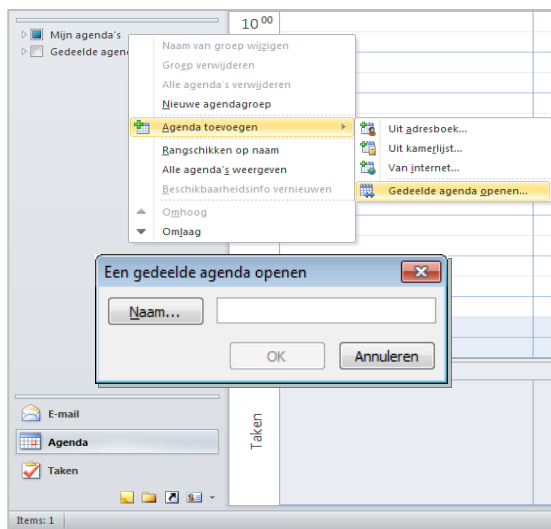 10 00
Mijn agenda's
Gedeelde agen
Naam van groep wijzigen
Groep verwijderen
Alle agenda's verwijderen
Nieuwe agendagroep
Agenda toevoegen
Rangschikken op naam
Alle agenda's weergeven
Beschikbaarheidsinfo vernieuwen
Omhoog
Omlaag
Uit adresboek...
Uit kamerlijst...
Van internet...
Gedeelde agenda openen...
Een gedeelde agenda openen
Naam...
OK
Annuleren
E-mail
Agenda
Taken
Taken
Items: 1